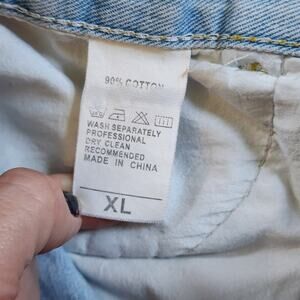 90% COTTON
WASH SEPARATELY
PROFESSIONAL
DRY CLEAN
RECOMMENDED
MADE IN CHINA
XL